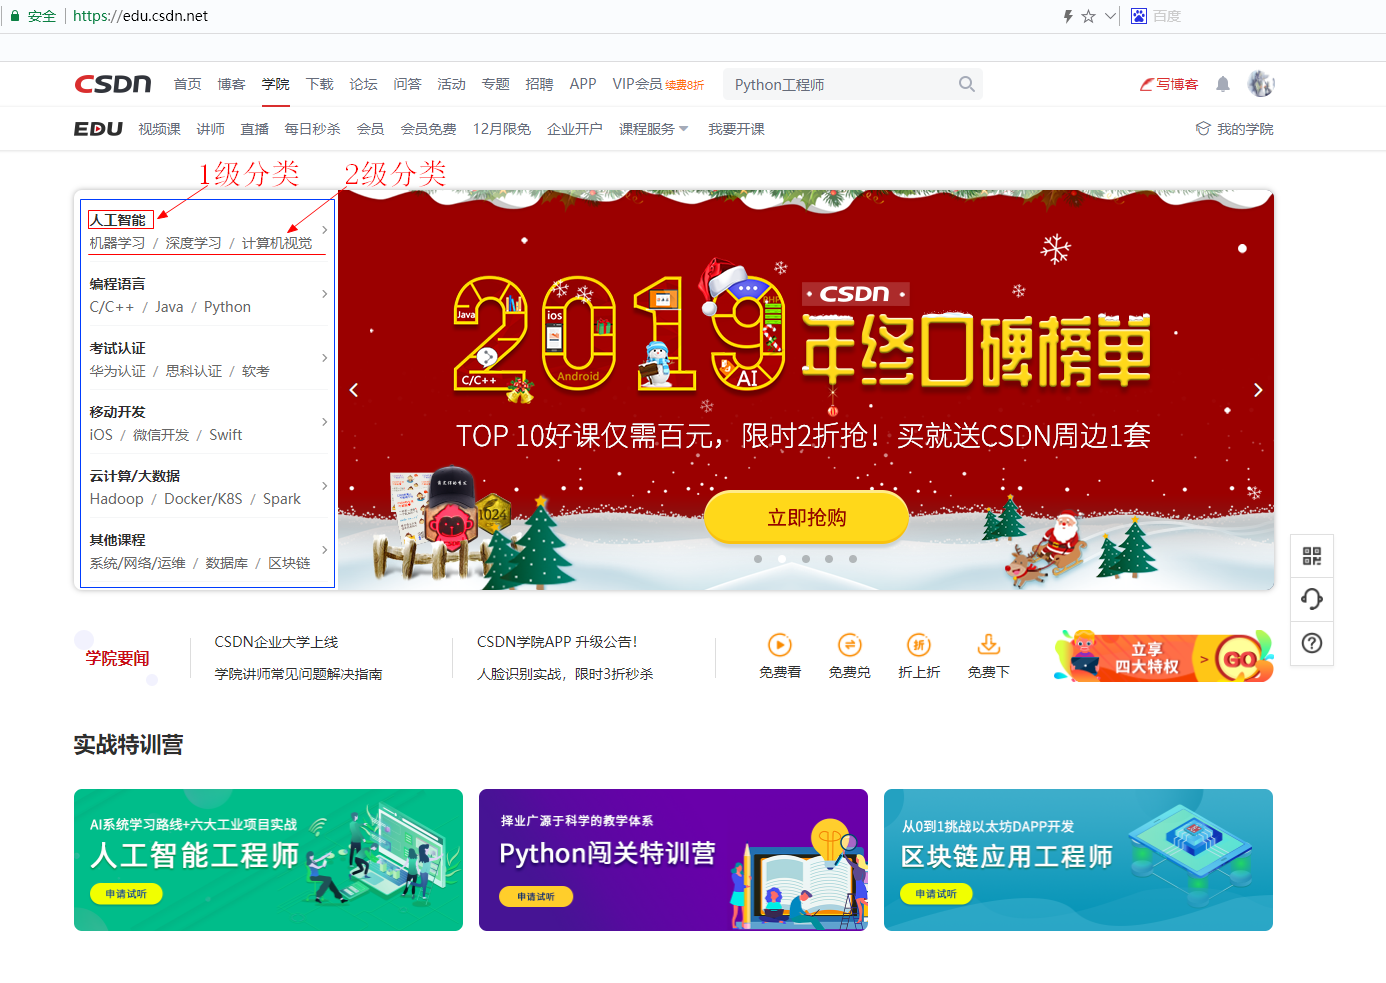 安全 https://edu.csdn.net 百度
CSDN 首页 博客 学院 下载 论坛 问答 活动 专题 招聘 APP VIP会员 续费8折 Python工程师 写博客
EDU 视频课 讲师 直播 每日秒杀 会员 会员免费 12月限免 企业开户 课程服务 我要开课 我的学院
1级分类 2级分类
人工智能
机器学习 / 深度学习 / 计算机视觉
编程语言
C/C++ / Java / Python
考试认证
华为认证 / 思科认证 / 软考
移动开发
iOS / 微信开发 / Swift
云计算/大数据
Hadoop / Docker/K8S / Spark
其他课程
系统/网络/运维 / 数据库 / 区块链
2019
Java
ios
PHP
C/C++
Android
AI
· CSDN ·
年终口碑榜单
TOP 10好课仅需百元，限时2折抢！买就送CSDN周边1套
1024
立即抢购
学院要闻
CSDN企业大学上线
学院讲师常见问题解决指南
CSDN学院APP 升级公告！
人脸识别实战，限时3折秒杀
免费看 免费兑 折 折上折 免费下
立享
四大特权 > GO
实战特训营
AI系统学习路线+六大工业项目实战
人工智能工程师
申请试听
择业广源于科学的教学体系
Python闯关特训营
申请试听
从0到1挑战以太坊DAPP开发
区块链应用工程师
申请试听